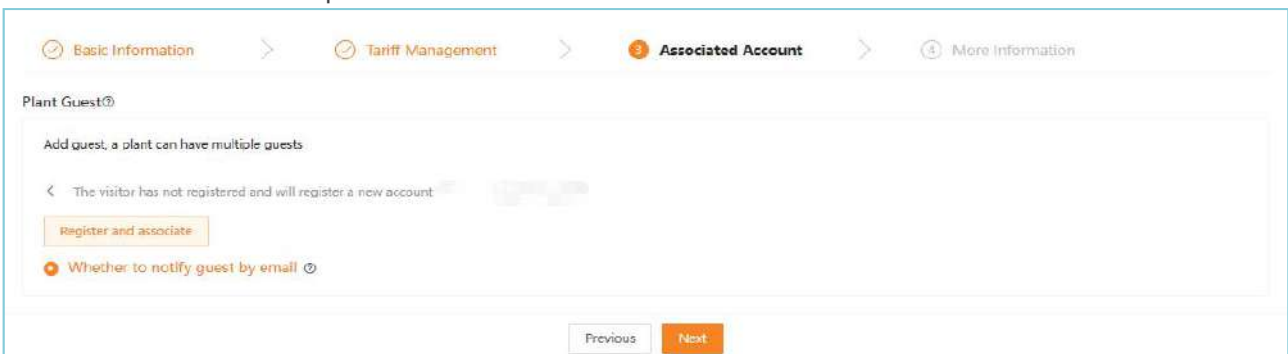 Basic Information > Tariff Management > 3 Associated Account > 4 More Information
Plant Guest?
Add guest, a plant can have multiple guests
< The visitor has not registered and will register a new account
Register and associate
Whether to notify guest by email ?
Previous Next